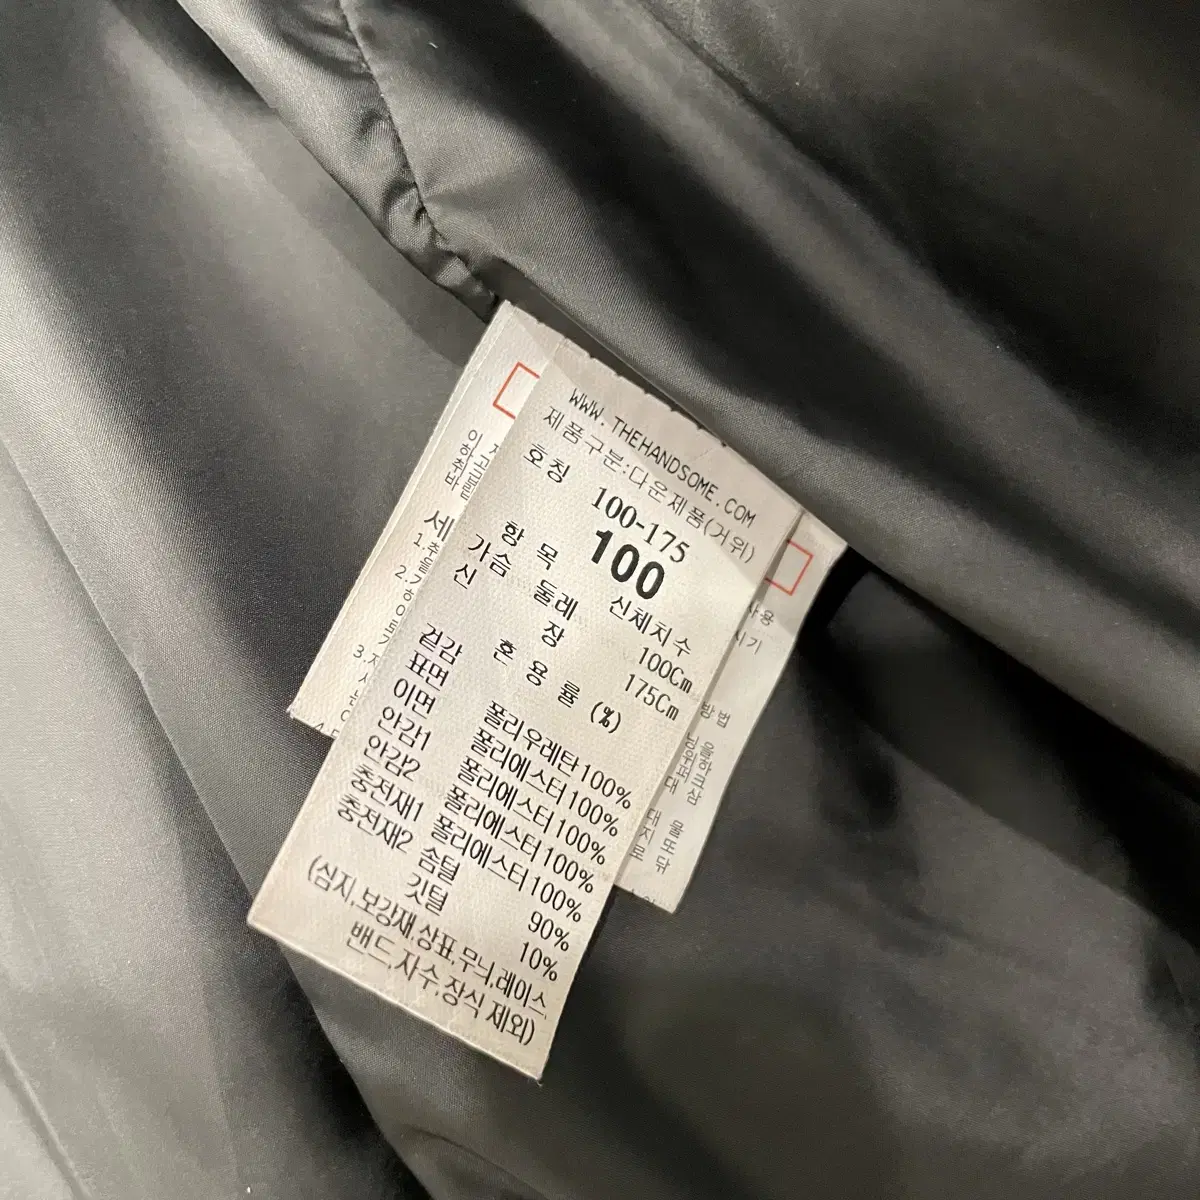 WWW.THEHANDSOME.COM
제품구분:다운제품(거위)
호칭 100-175
100
항 목 신체치수
가슴 둘레 100Cm
신 장 175Cm
혼 용 률 (%)
겉감
표면 폴리우레탄100%
이면 폴리에스터100%
안감1 폴리에스터100%
안감2 폴리에스터100%
충전재1 폴리에스터100%
충전재2 솜털 90%
깃털 10%
(심지,보강재,상표,무늬,레이스
밴드,자수,장식 제외)
세
1.
2.
3.